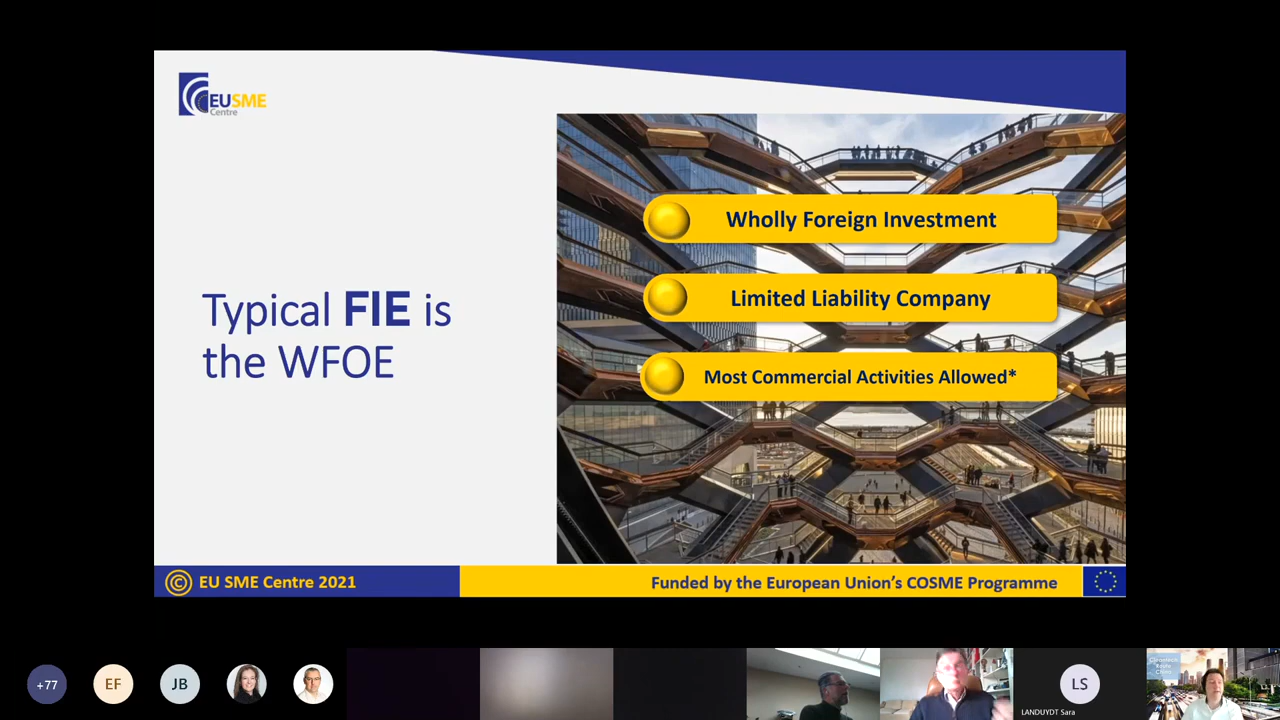 EUSME
Centre
Wholly Foreign Investment
Limited Liability Company
Most Commercial Activities Allowed*
Typical FIE is
the WFOE
© EU SME Centre 2021
Funded by the European Union's COSME Programme
+77
EF
JB
LS
LANDUYDT Sara